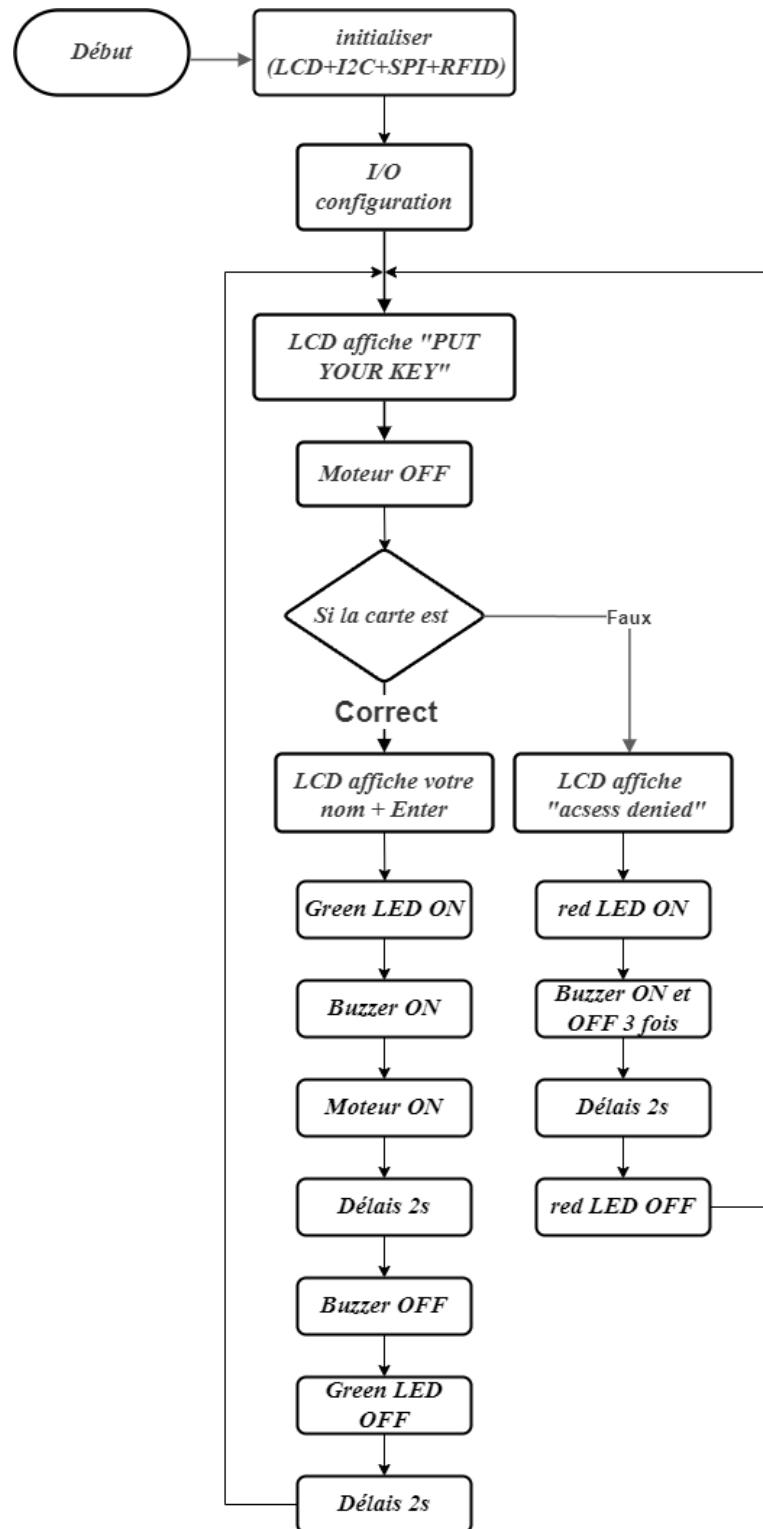 Début
initialiser
(LCD+I2C+SPI+RFID)
I/O
configuration
LCD affiche "PUT
YOUR KEY"
Moteur OFF
Si la carte est
Faux
Correct
LCD affiche votre
nom + Enter
Green LED ON
Buzzer ON
Moteur ON
Délais 2s
Buzzer OFF
Green LED
OFF
Délais 2s
LCD affiche
"acsess denied"
red LED ON
Buzzer ON et
OFF 3 fois
Délais 2s
red LED OFF